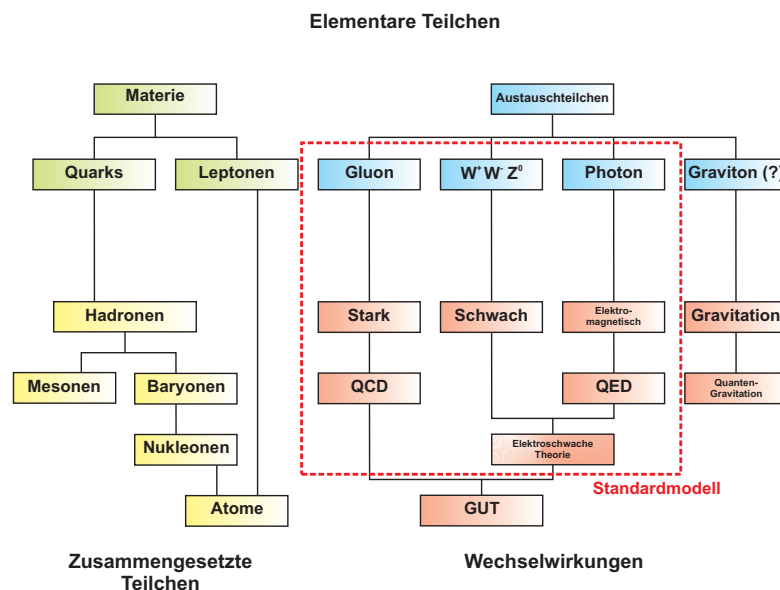 Elementare Teilchen
Materie
Austauschteilchen
Quarks
Leptonen
Gluon
W⁺ W⁻ Z⁰
Photon
Graviton (?)
Hadronen
Stark
Schwach
Elektro-
magnetisch
Gravitation
Mesonen
Baryonen
QCD
QED
Quanten-
Gravitation
Nukleonen
Elektroschwache
Theorie
Standardmodell
Atome
GUT
Zusammengesetzte
Teilchen
Wechselwirkungen